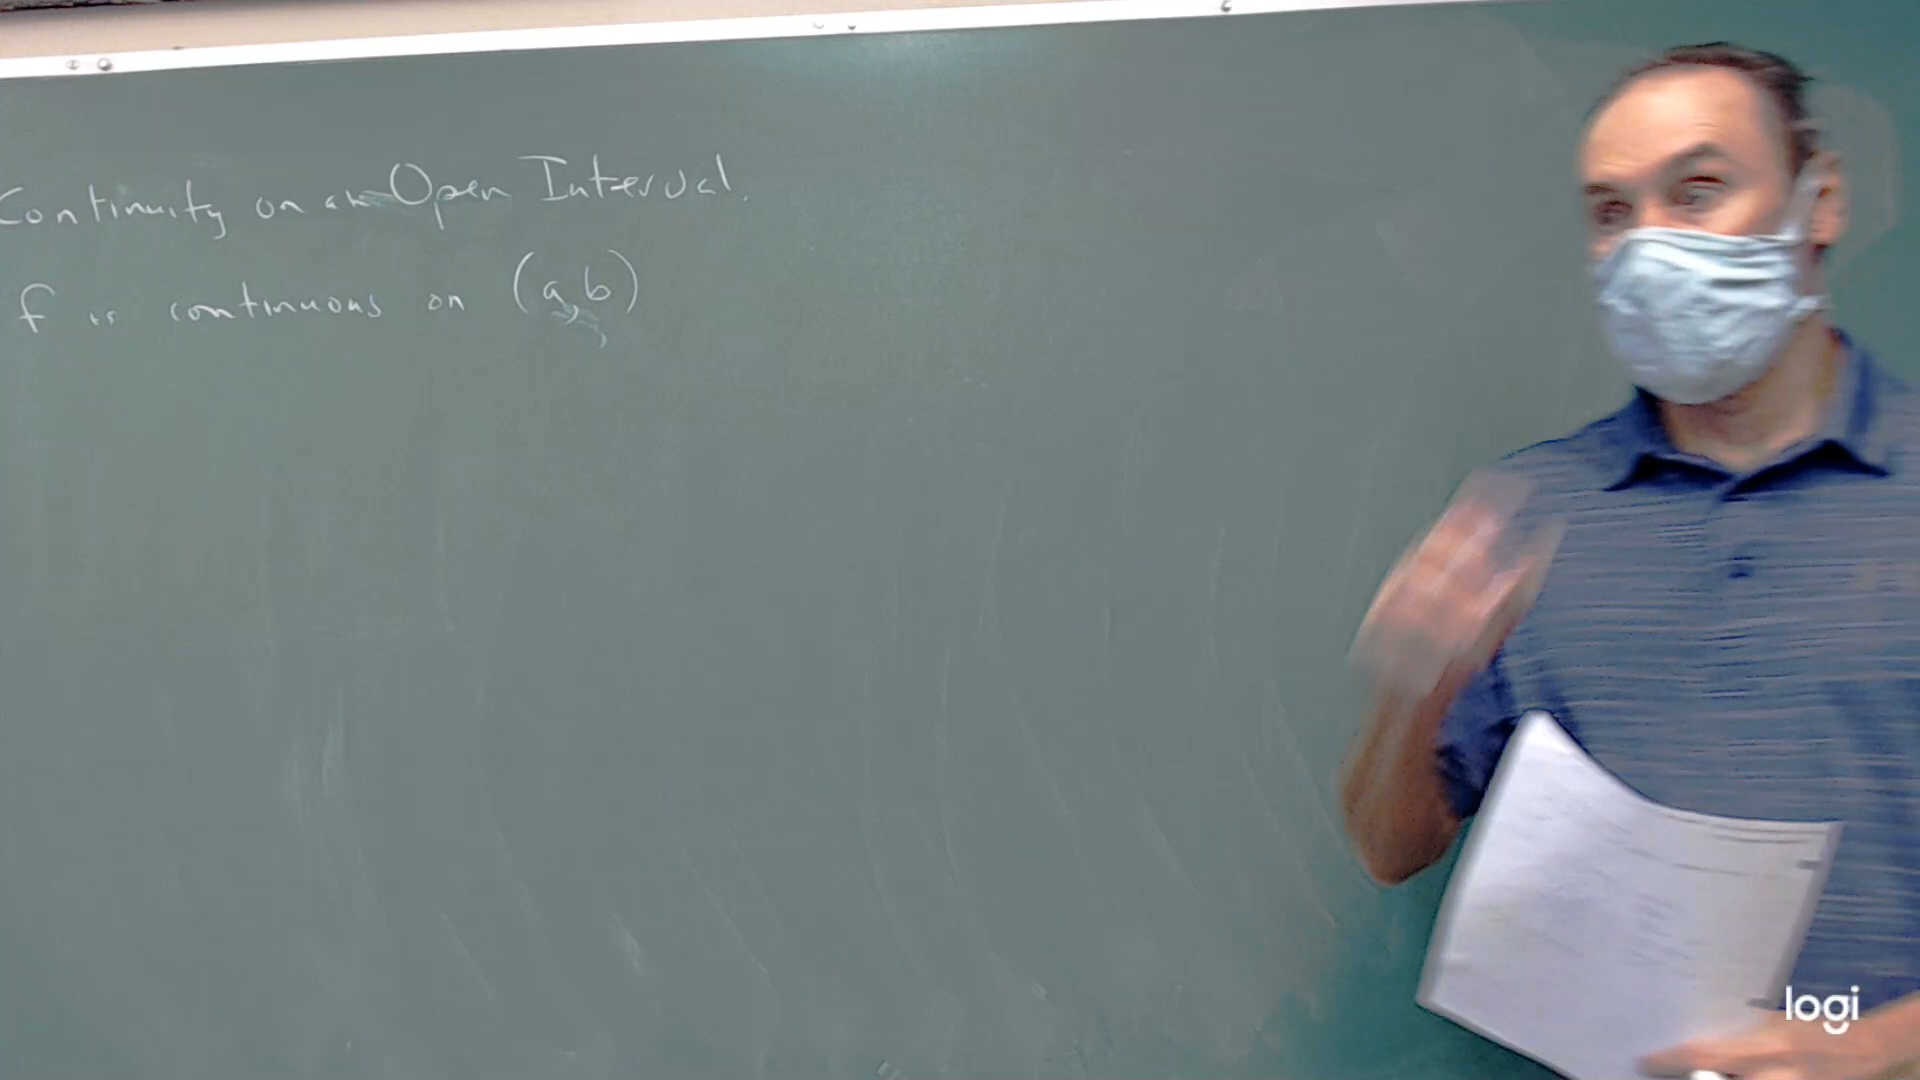 Continuity on an Open Interval.
f is continuous on (a,b)
logi